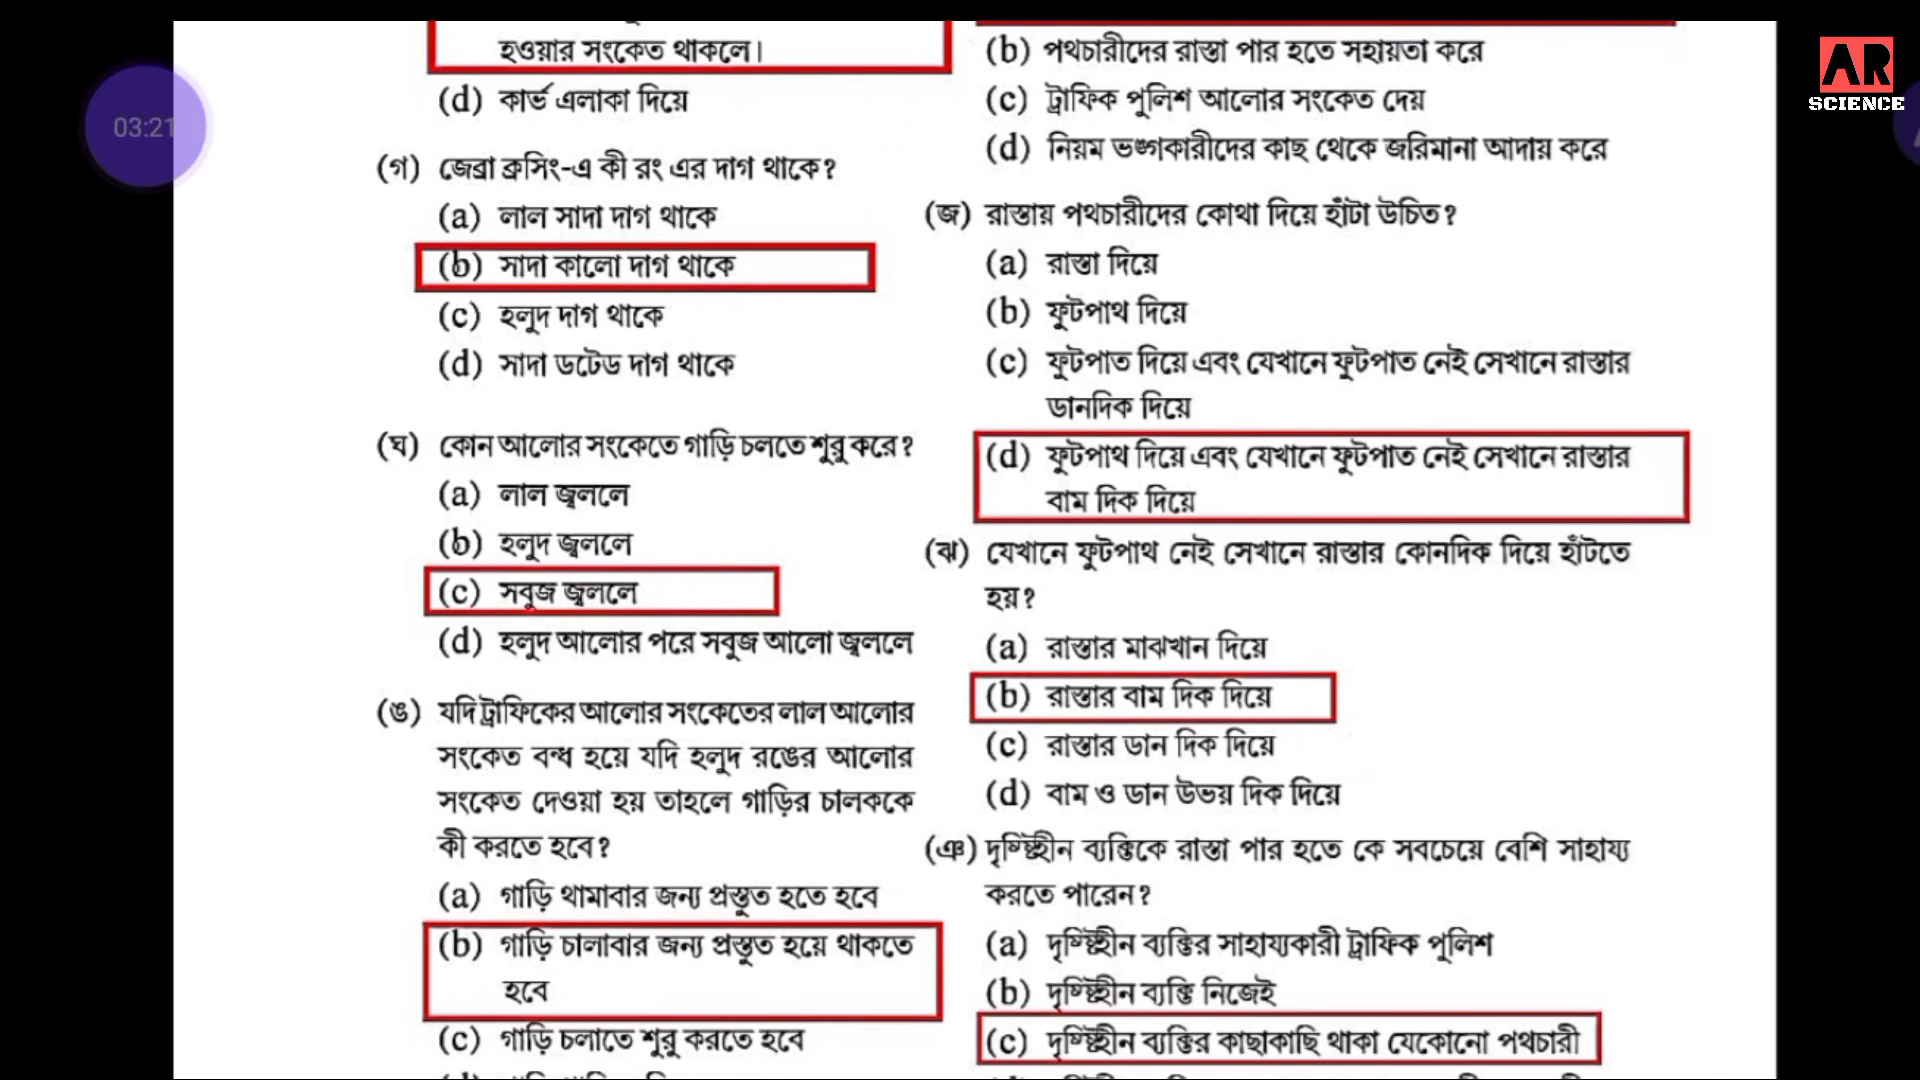 হওয়ার সংকেত থাকলে।
(d) কার্ভ এলাকা দিয়ে
(গ) জেব্রা ক্রসিং-এ কী রং এর দাগ থাকে?
(a) লাল সাদা দাগ থাকে
(b) সাদা কালো দাগ থাকে
(c) হলুদ দাগ থাকে
(d) সাদা ডটেড দাগ থাকে
(ঘ) কোন আলোর সংকেতে গাড়ি চলতে শুরু করে?
(a) লাল জ্বললে
(b) হলুদ জ্বললে
(c) সবুজ জ্বললে
(d) হলুদ আলোর পরে সবুজ আলো জ্বললে
(ঙ) যদি ট্রাফিকের আলোর সংকেতের লাল আলোর
সংকেত বন্ধ হয়ে যদি হলুদ রঙের আলোর
সংকেত দেওয়া হয় তাহলে গাড়ির চালককে
কী করতে হবে?
(a) গাড়ি থামাবার জন্য প্রস্তুত হতে হবে
(b) গাড়ি চালাবার জন্য প্রস্তুত হয়ে থাকতে
হবে
(c) গাড়ি চলাতে শুরু করতে হবে
(b) পথচারীদের রাস্তা পার হতে সহায়তা করে
(c) ট্রাফিক পুলিশ আলোর সংকেত দেয়
(d) নিয়ম ভঙ্গকারীদের কাছ থেকে জরিমানা আদায় করে
(জ) রাস্তায় পথচারীদের কোথা দিয়ে হাঁটা উচিত?
(a) রাস্তা দিয়ে
(b) ফুটপাথ দিয়ে
(c) ফুটপাত দিয়ে এবং যেখানে ফুটপাত নেই সেখানে রাস্তার
ডানদিক দিয়ে
(d) ফুটপাথ দিয়ে এবং যেখানে ফুটপাত নেই সেখানে রাস্তার
বাম দিক দিয়ে
(ঝ) যেখানে ফুটপাথ নেই সেখানে রাস্তার কোনদিক দিয়ে হাঁটতে
হয়?
(a) রাস্তার মাঝখান দিয়ে
(b) রাস্তার বাম দিক দিয়ে
(c) রাস্তার ডান দিক দিয়ে
(d) বাম ও ডান উভয় দিক দিয়ে
(ঞ) দৃষ্টিহীন ব্যক্তিকে রাস্তা পার হতে কে সবচেয়ে বেশি সাহায্য
করতে পারেন?
(a) দৃষ্টিহীন ব্যক্তির সাহায্যকারী ট্রাফিক পুলিশ
(b) দৃষ্টিহীন ব্যক্তি নিজেই
(c) দৃষ্টিহীন ব্যক্তির কাছাকাছি থাকা যেকোনো পথচারী
03:21
AR
SCIENCE